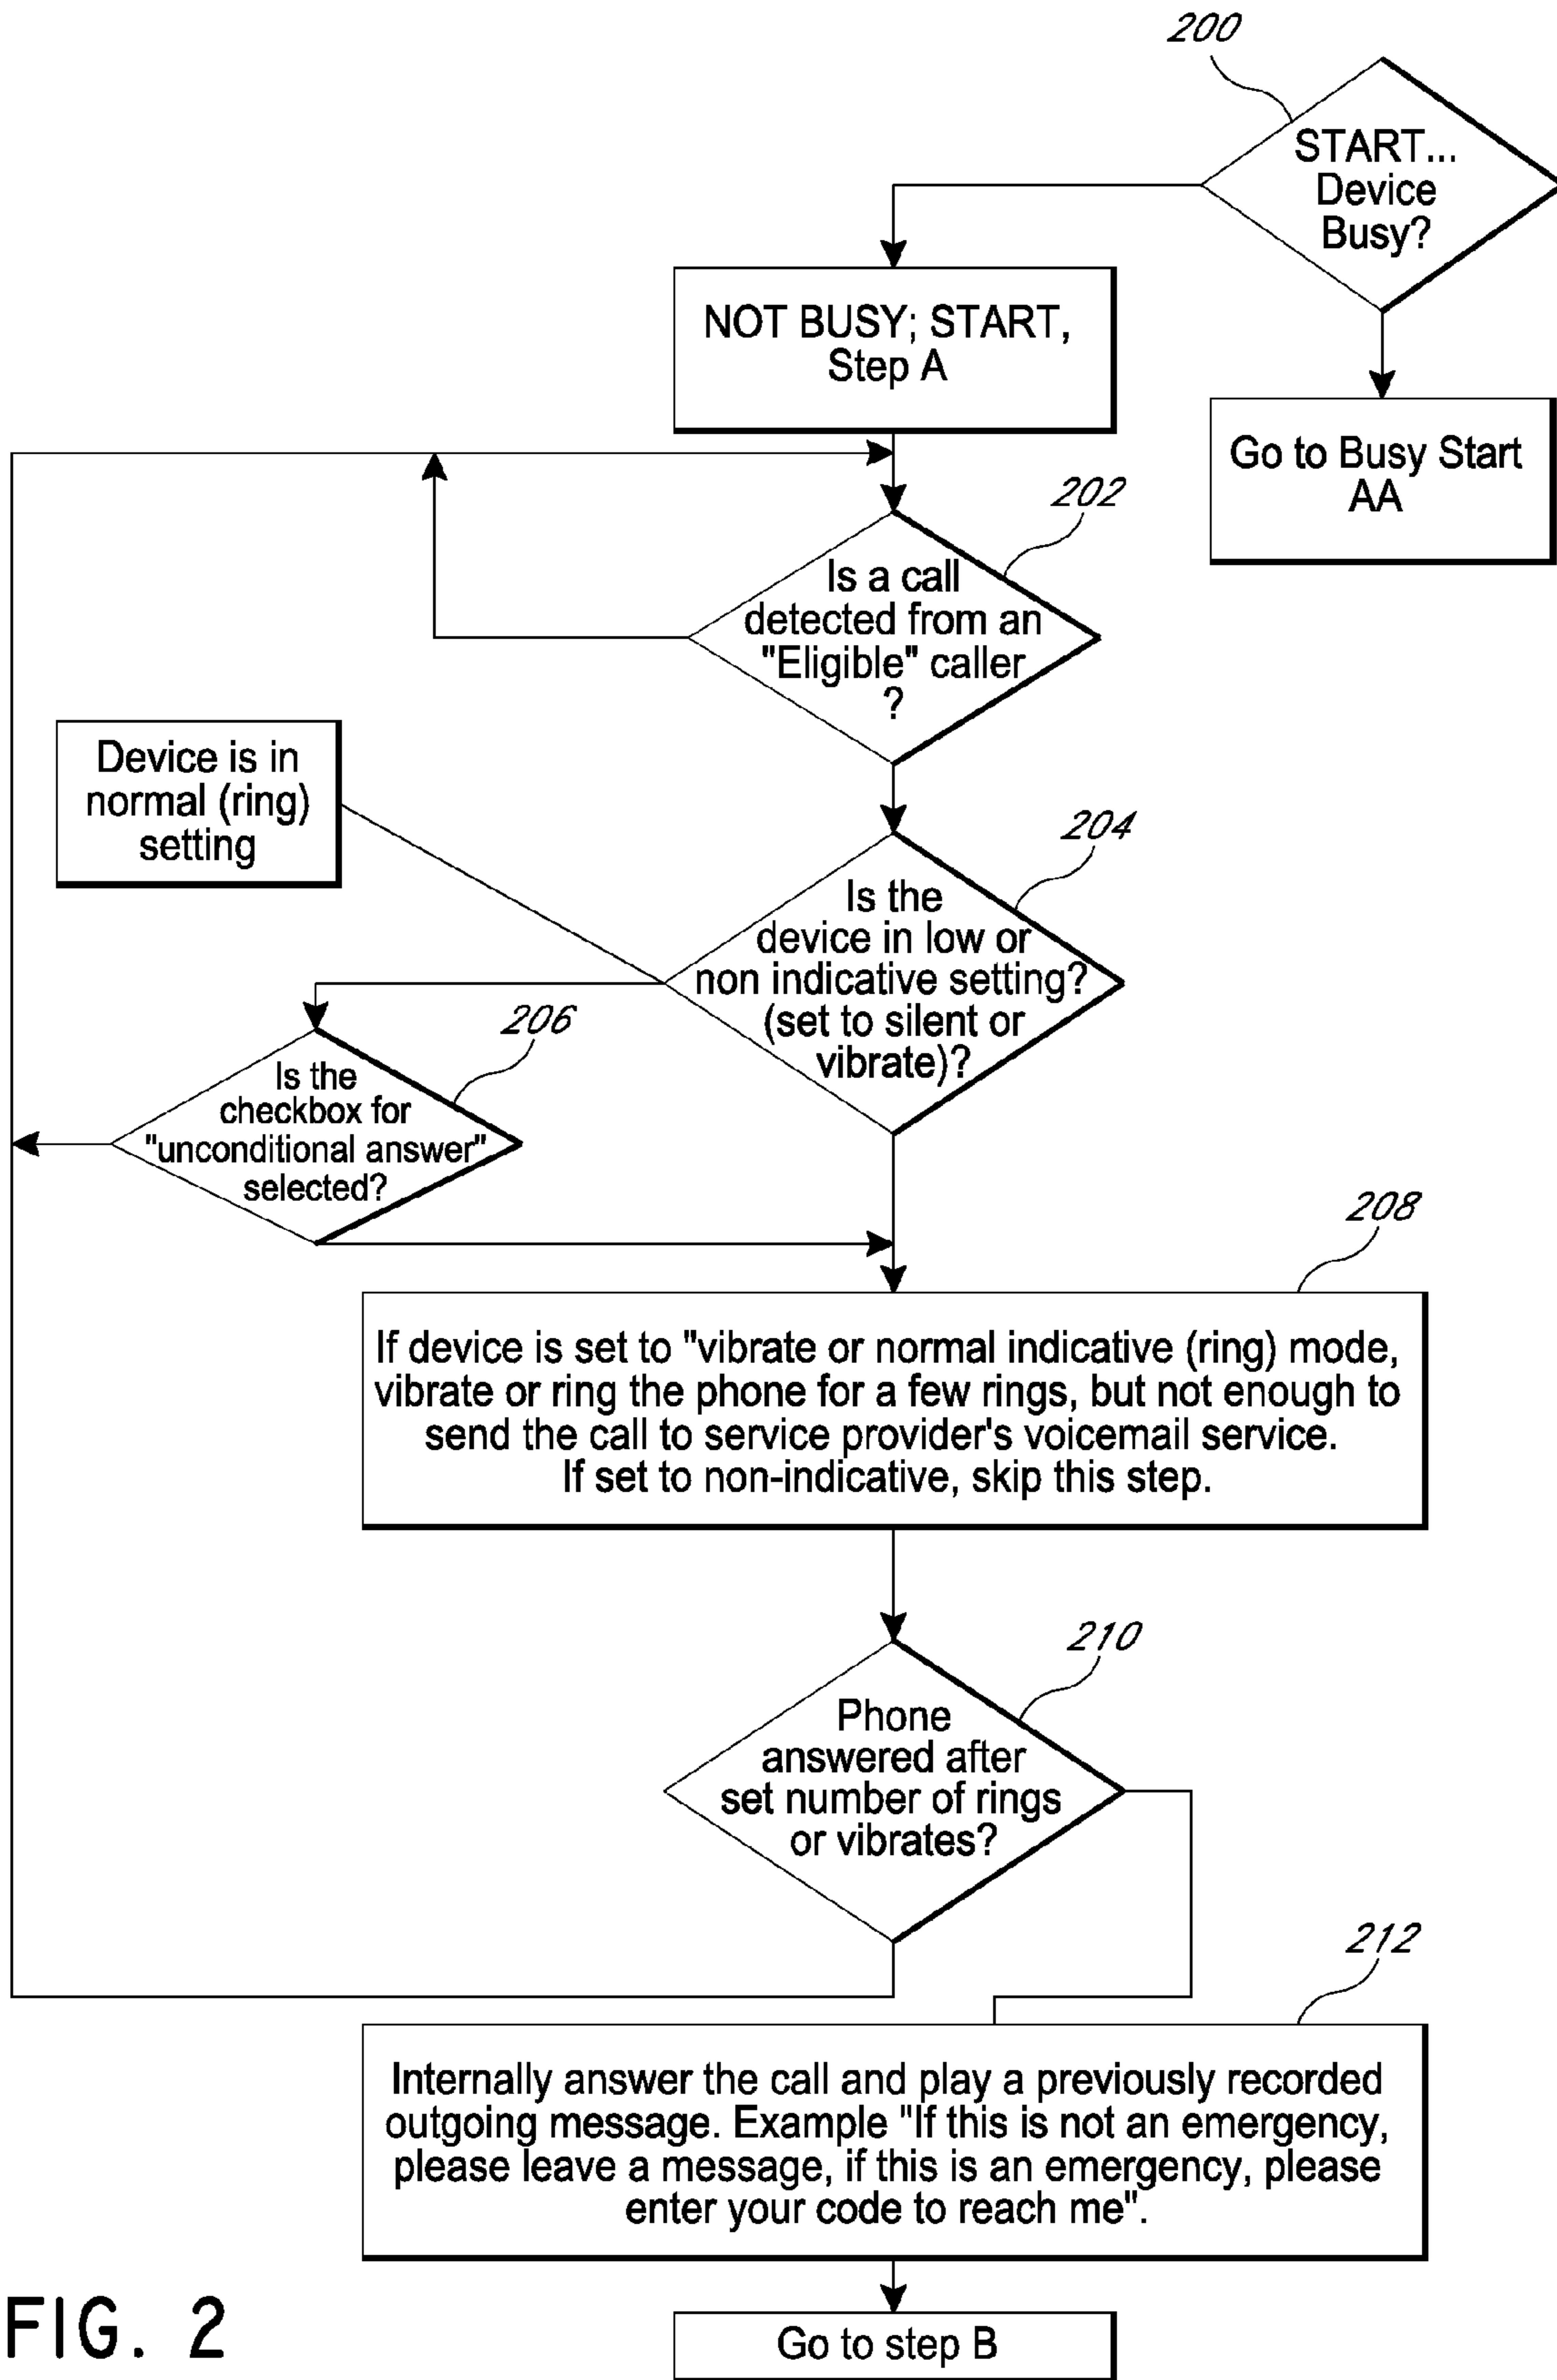 200
START...
Device
Busy?
NOT BUSY; START,
Step A
Go to Busy Start
AA
202
Is a call
detected from an
"Eligible" caller
?
Device is in
normal (ring)
setting
204
Is the
device in low or
non indicative setting?
(set to silent or
vibrate)?
206
Is the
checkbox for
"unconditional answer"
selected?
208
If device is set to "vibrate or normal indicative (ring) mode,
vibrate or ring the phone for a few rings, but not enough to
send the call to service provider's voicemail service.
If set to non-indicative, skip this step.
210
Phone
answered after
set number of rings
or vibrates?
212
Internally answer the call and play a previously recorded
outgoing message. Example "If this is not an emergency,
please leave a message, if this is an emergency, please
enter your code to reach me".
Go to step B
FIG. 2